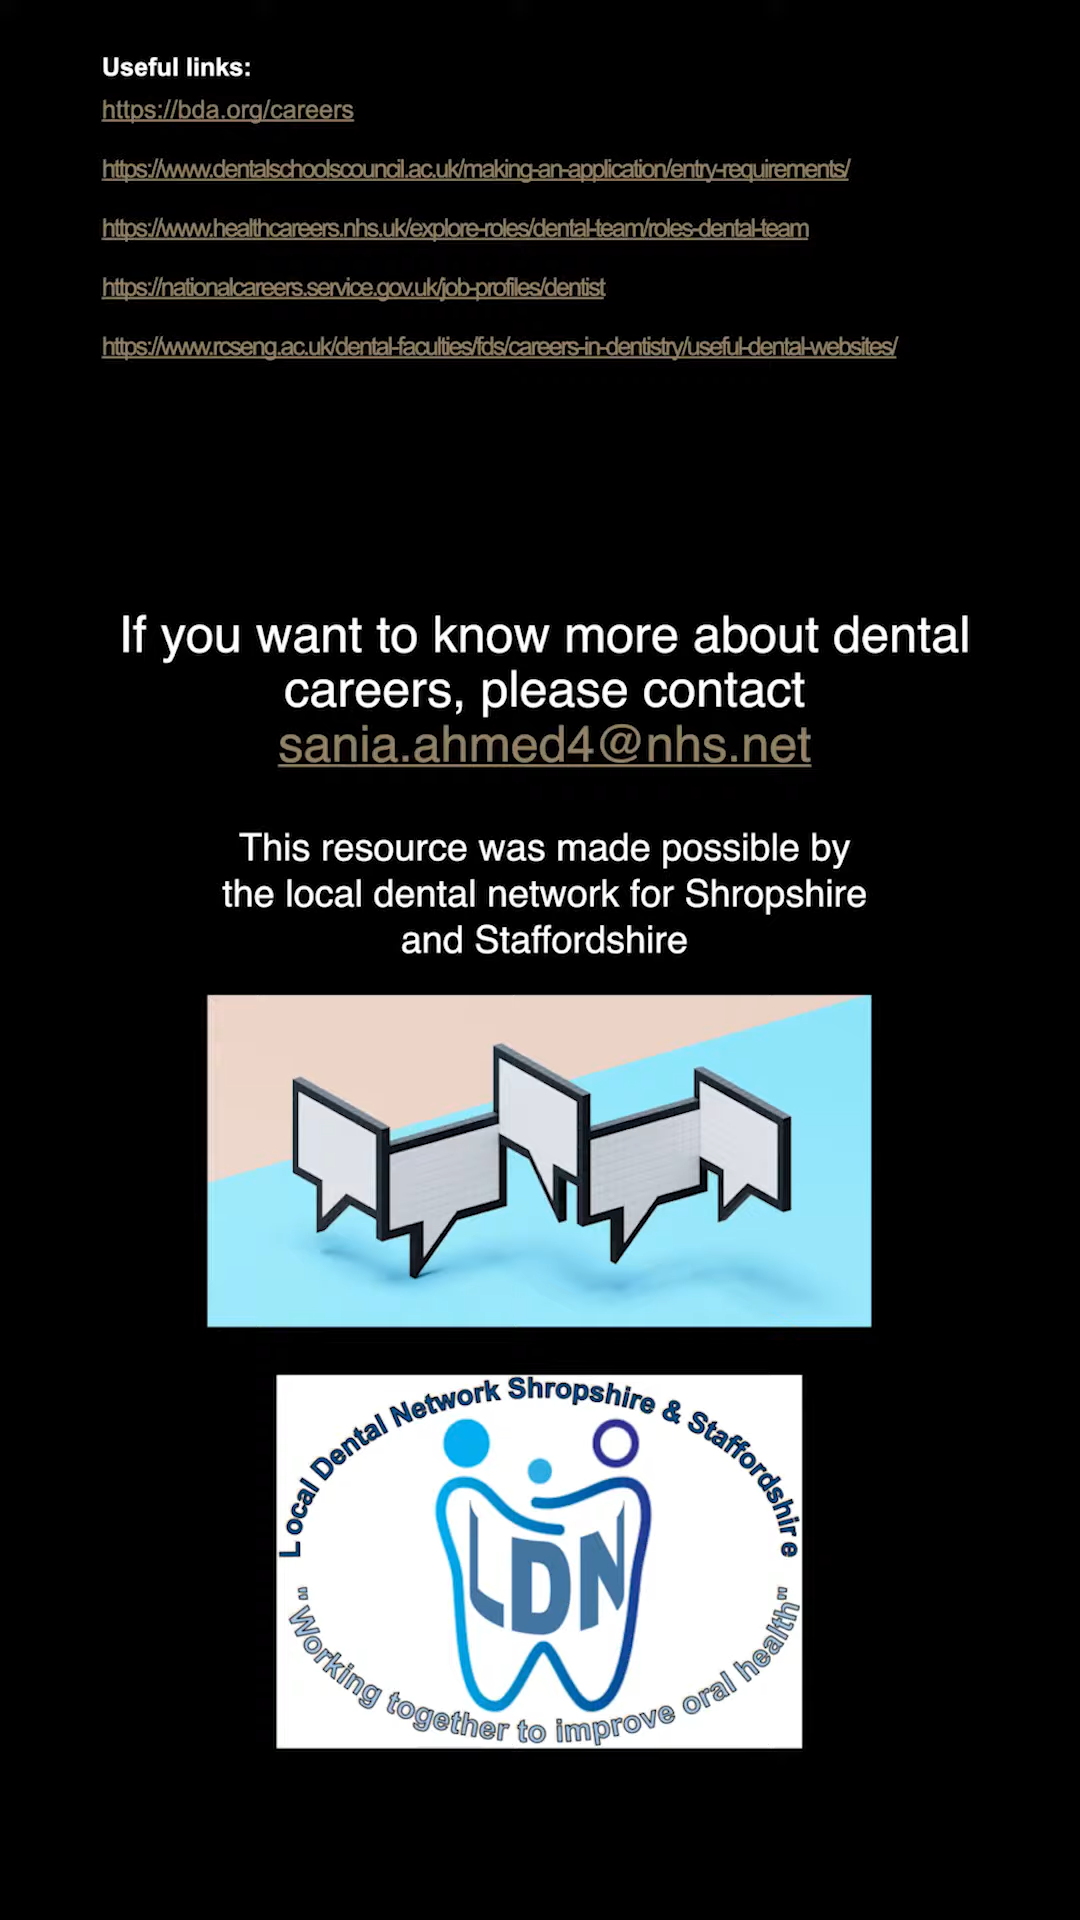 Useful links:
https://bda.org/careers
https://www.dentalschoolscouncil.ac.uk/making-an-application/entry-requirements/
https://www.healthcareers.nhs.uk/explore-roles/dental-team/roles-dental-team
https://nationalcareers.service.gov.uk/job-profiles/dentist
https://www.rcseng.ac.uk/dental-faculties/fds/careers-in-dentistry/useful-dental-websites/
If you want to know more about dental
careers, please contact
sania.ahmed4@nhs.net
This resource was made possible by
the local dental network for Shropshire
and Staffordshire
Local Dental Network Shropshire & Staffordshire
LDN
"Working together to improve oral health"